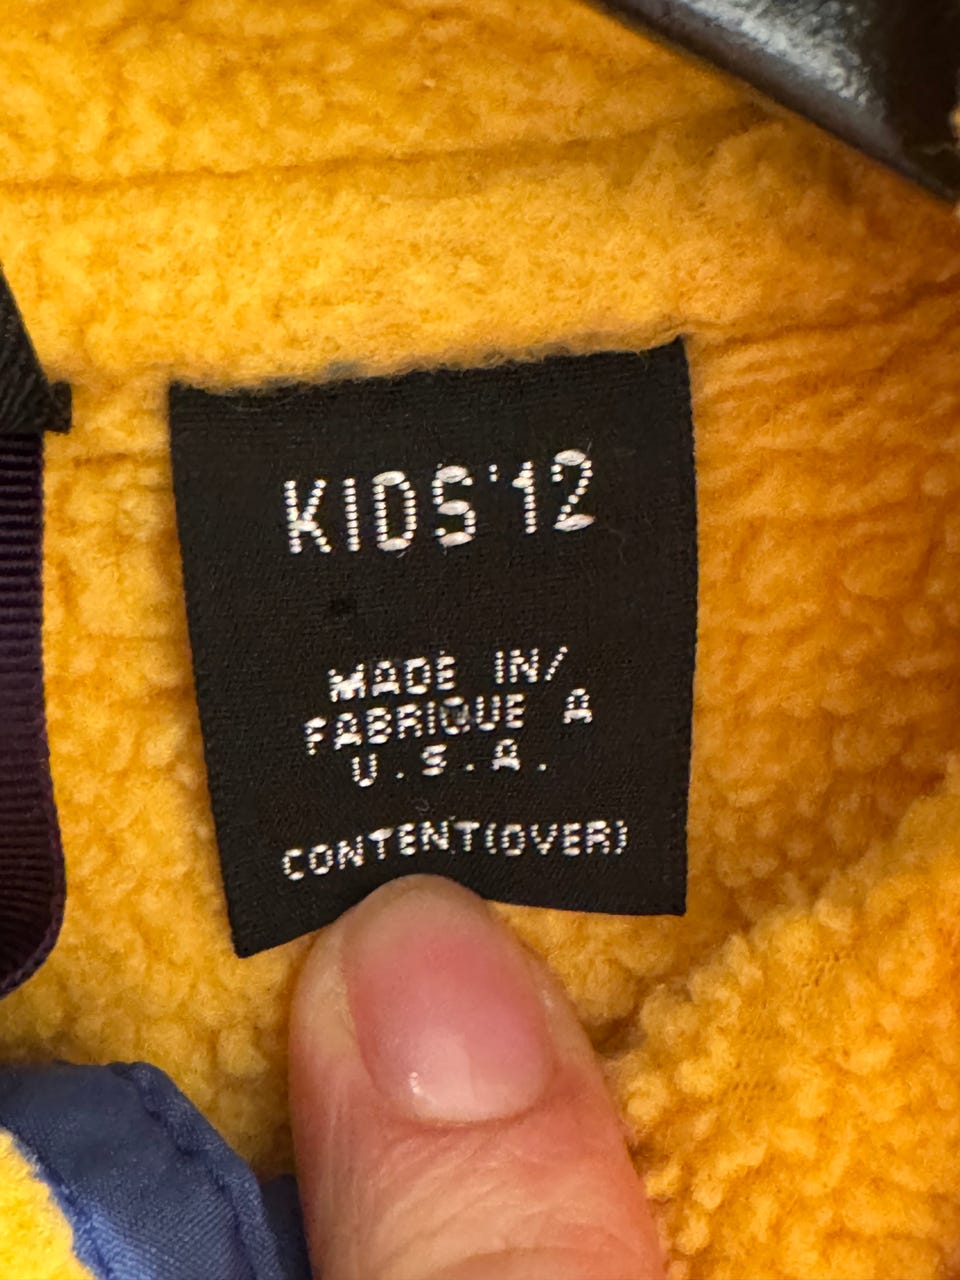 KIDS'12
MADE IN/
FABRIQUE A
U.S.A.
CONTENT(OVER)